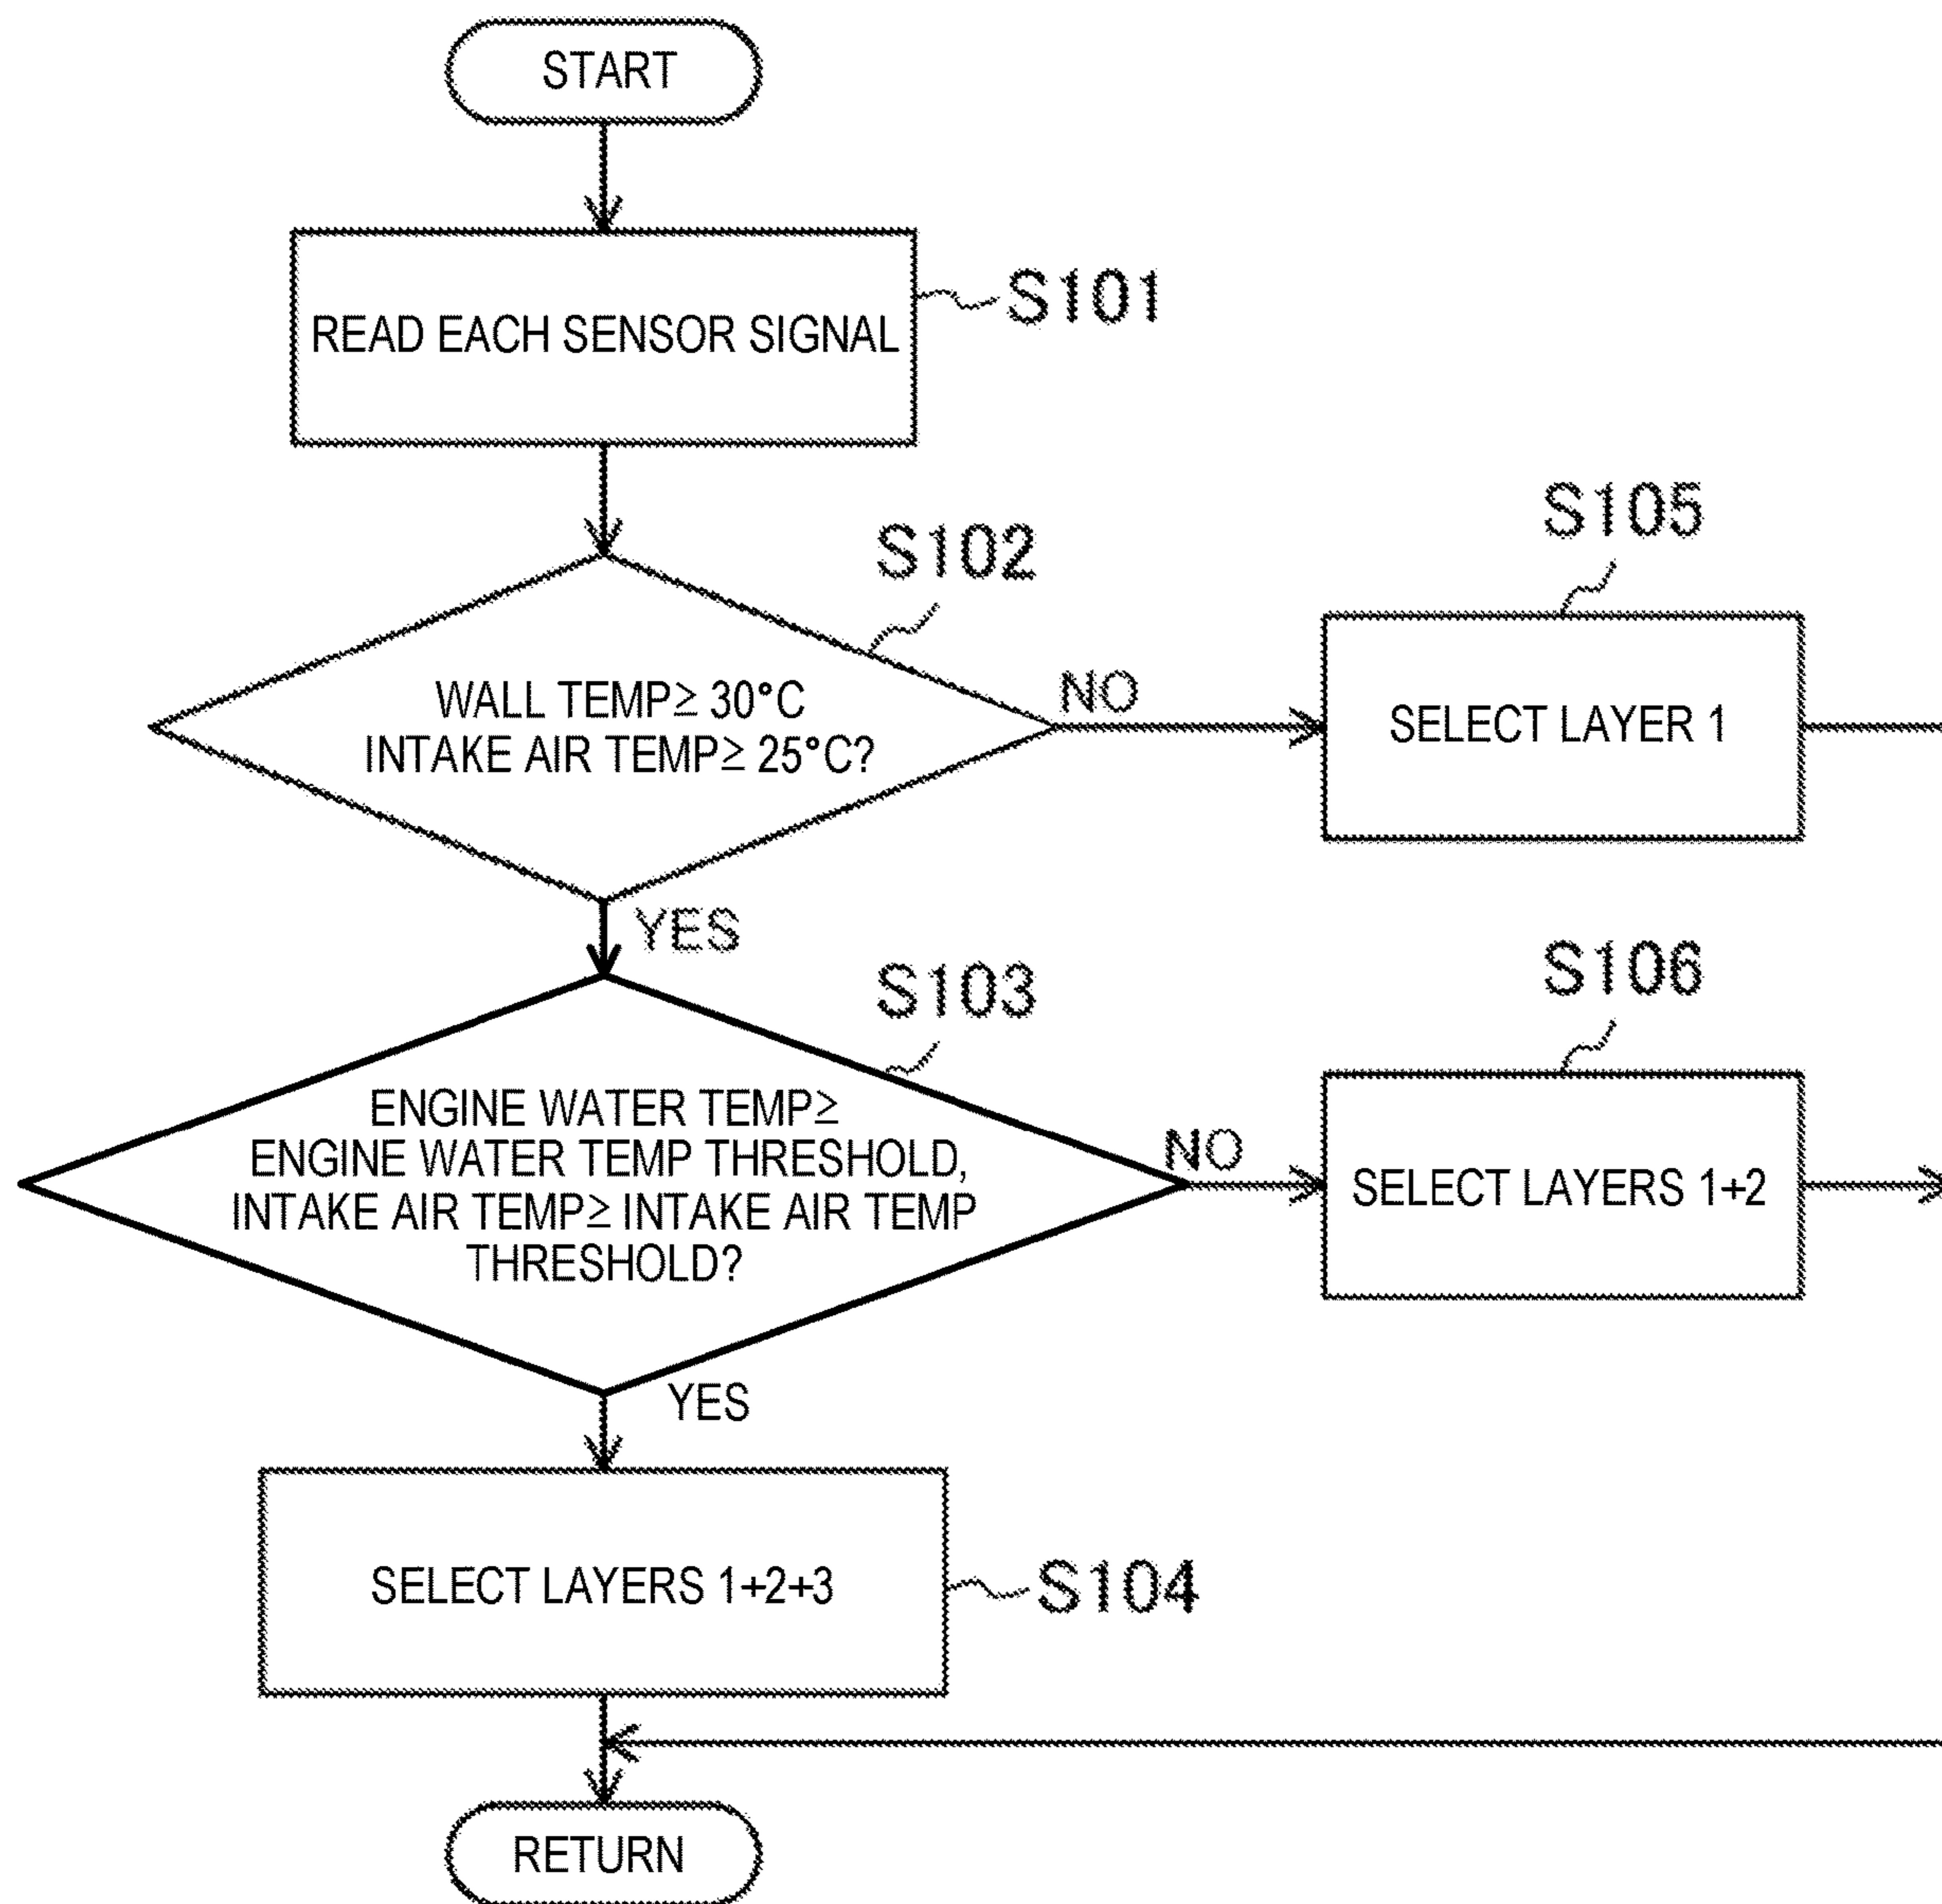 START
READ EACH SENSOR SIGNAL
S101
S102
WALL TEMP≥ 30°C
INTAKE AIR TEMP≥ 25°C?
NO
S105
SELECT LAYER 1
YES
S103
ENGINE WATER TEMP≥
ENGINE WATER TEMP THRESHOLD,
INTAKE AIR TEMP≥ INTAKE AIR TEMP
THRESHOLD?
NO
S106
SELECT LAYERS 1+2
YES
SELECT LAYERS 1+2+3
S104
RETURN